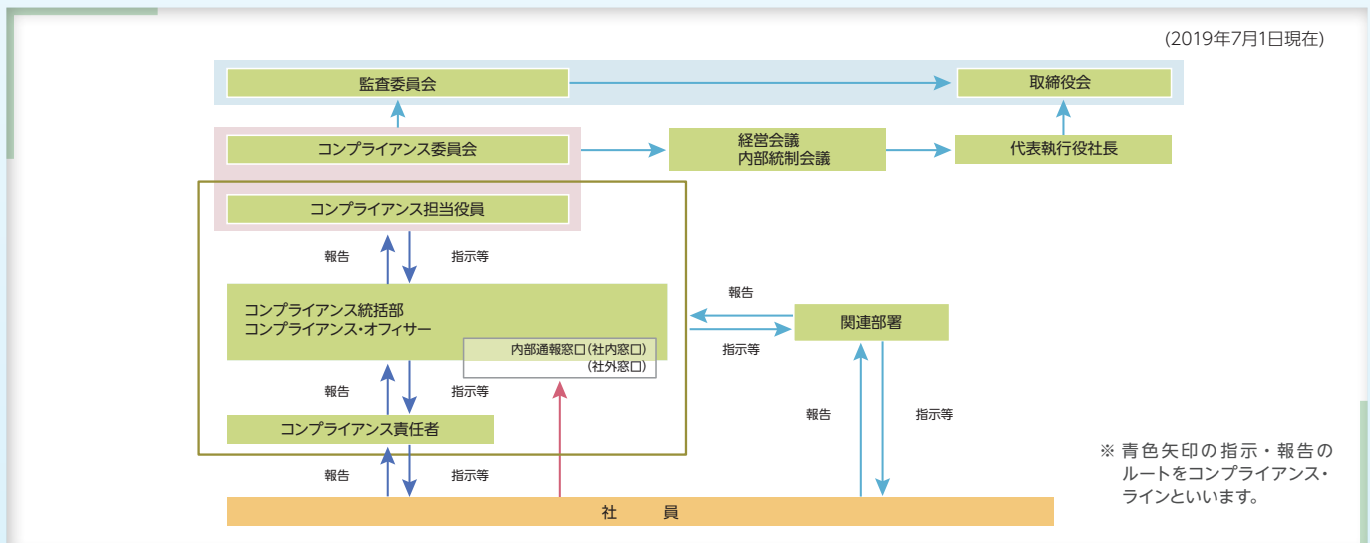 (2019年7月1日現在)
監査委員会
取締役会
コンプライアンス委員会
経営会議
内部統制会議
代表執行役社長
コンプライアンス担当役員
報告
指示等
コンプライアンス統括部
コンプライアンス・オフィサー
内部通報窓口(社内窓口)
(社外窓口)
報告
指示等
関連部署
報告
指示等
コンプライアンス責任者
報告
指示等
報告
指示等
社 員
※ 青色矢印の指示・報告の
ルートをコンプライアンス・
ラインといいます。